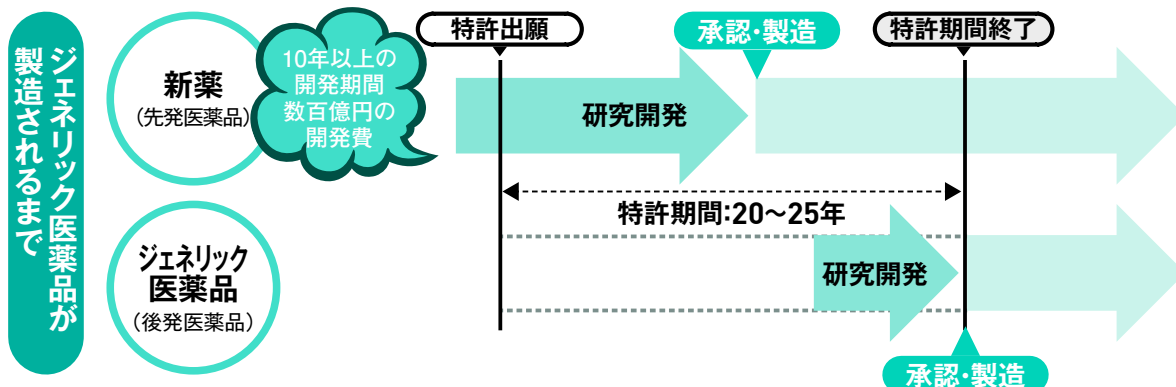 ジェネリック医薬品が
製造されるまで
新薬
(先発医薬品)
10年以上の
開発期間
数百億円の
開発費
特許出願
承認・製造
特許期間終了
研究開発
特許期間:20〜25年
ジェネリック
医薬品
(後発医薬品)
研究開発
承認・製造